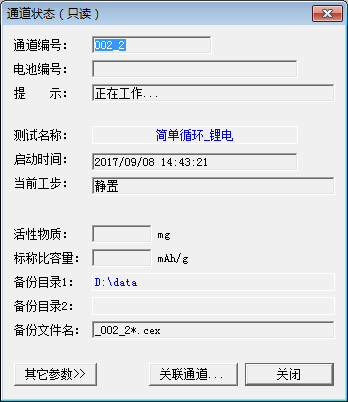 通道状态（只读）
通道编号： 002_2
电池编号：
提　示： 正在工作...
测试名称： 简单循环_锂电
启动时间： 2017/09/08 14:43:21
当前工步： 静置
活性物质： mg
标称比容量： mAh/g
备份目录1： D:\data
备份目录2：
备份文件名： _002_2*.cex
其它参数>> 关联通道... 关闭